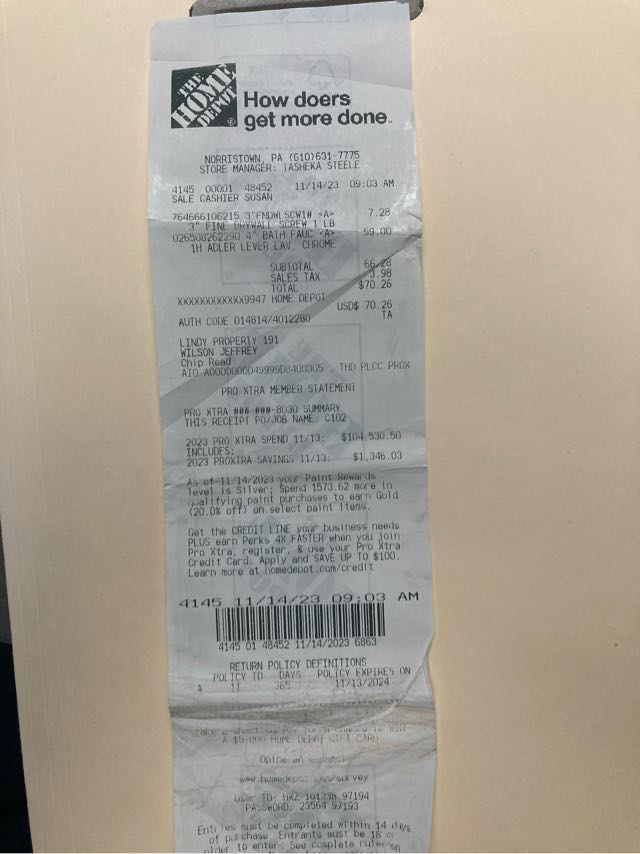 THE HOME DEPOT
How doers
get more done.
NORRISTOWN, PA (610)631-7775
STORE MANAGER: TASHEKA STEELE
4145 00001 48452 11/14/23 09:03 AM
SALE CASHIER SUSAN
764666106215 3"FNDWLSCW1# <A> 7.28
3" FINE DRYWALL SCREW 1 LB
026508262290 4" BATH FAUC <A> 59.00
1H ADLER LEVER LAV, CHROME
SUBTOTAL 66.28
SALES TAX 3.98
TOTAL $70.26
XXXXXXXXXXXX9947 HOME DEPOT
USD$ 70.26
AUTH CODE 014814/4012280 TA
LINDY PROPERTY 191
WILSON JEFFREY
Chip Read
AID A0000000049999D8400305 THD PLCC PROX
PRO XTRA MEMBER STATEMENT
PRO XTRA ###-###-8030 SUMMARY
THIS RECEIPT PO/JOB NAME: C102
2023 PRO XTRA SPEND 11/13: $104,530.50
INCLUDES:
2023 PROXTRA SAVINGS 11/13: $1,346.03
As of 11/14/2023 your Paint Rewards
level is Silver; Spend 1573.62 more in
qualifying paint purchases to earn Gold
(20.0% off) on select paint items.
Get the CREDIT LINE your business needs
PLUS earn Perks 4X FASTER when you join
Pro Xtra, register, & use your Pro Xtra
Credit Card. Apply and SAVE UP TO $100.
Learn more at homedepot.com/credit
4145 11/14/23 09:03 AM
4145 01 48452 11/14/2023 6863
RETURN POLICY DEFINITIONS
POLICY ID DAYS POLICY EXPIRES ON
A 11 365 11/13/2024
A $5,000 HOME DEPOT GIFT CARD
Opine en español
www.homedepot.com/survey
User ID: HXZ 101338 97194
PASSWORD: 23564 97193
Entries must be completed within 14 days
of purchase. Entrants must be 18 or
older to enter. See complete rules on